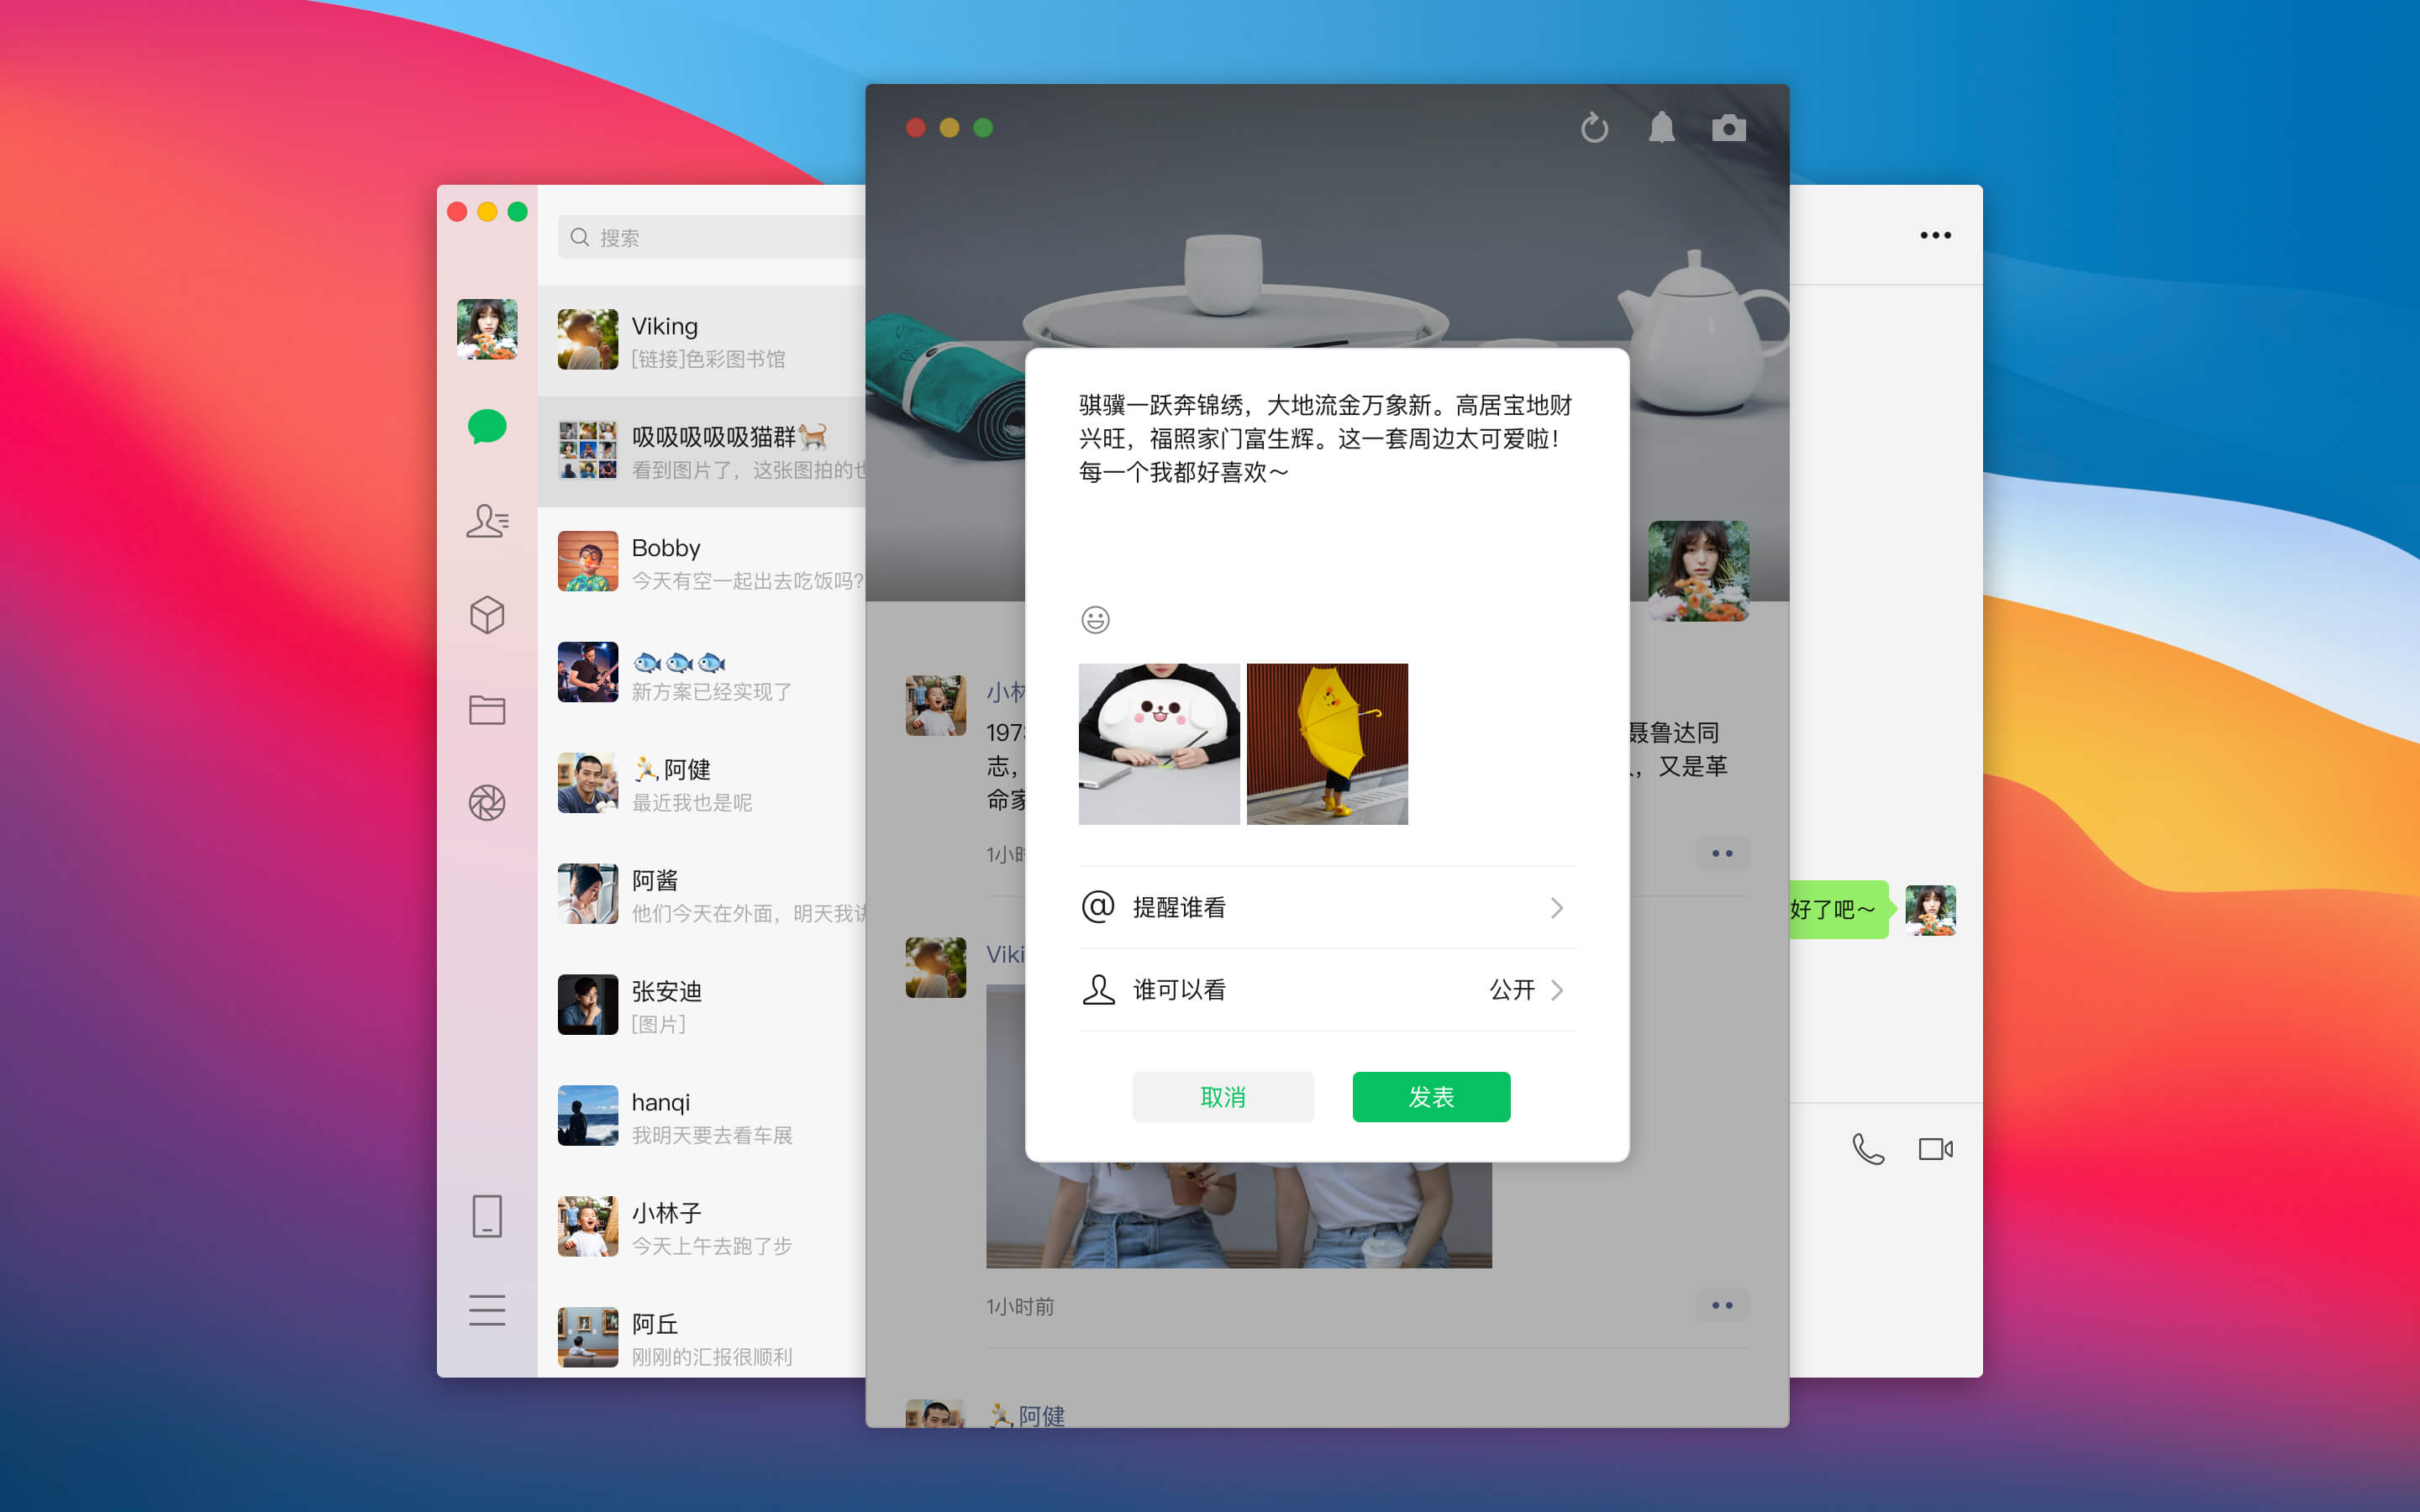 搜索
Viking
[链接]色彩图书馆
吸吸吸吸吸猫群🐈
看到图片了，这张图拍的也
Bobby
今天有空一起出去吃饭吗?
🐟🐟🐟
新方案已经实现了
🏃阿健
最近我也是呢
阿酱
他们今天在外面，明天我讲
张安迪
[图片]
hanqi
我明天要去看车展
小林子
今天上午去跑了步
阿丘
刚刚的汇报很顺利
骐骥一跃奔锦绣，大地流金万象新。高居宝地财
兴旺，福照家门富生辉。这一套周边太可爱啦！
每一个我都好喜欢～
@ 提醒谁看
谁可以看 公开
取消 发表
小林
197 聂鲁达同
志， ，又是革
命家
1小时
Viki
1小时前
🏃阿健
好了吧～